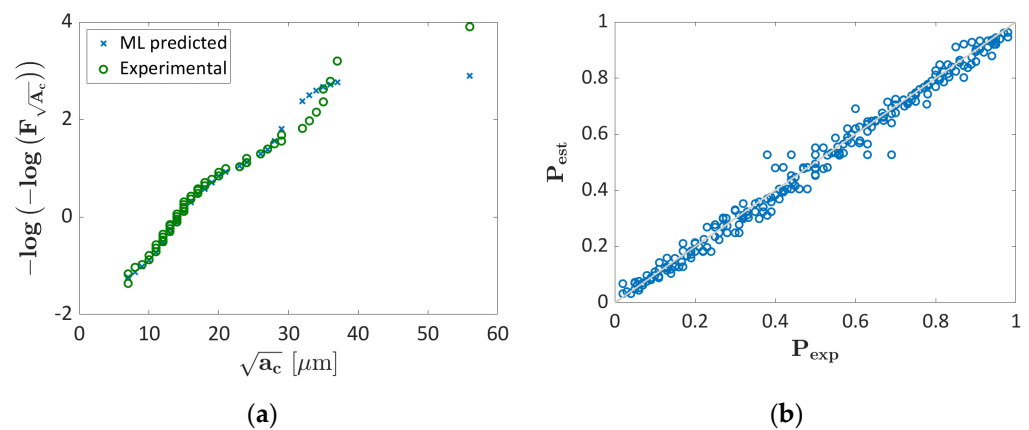 4
2
0
-2
0
10
20
30
40
50
60
ML predicted
Experimental
−log (−log (F√Ac))
√ac [μm]
(a)
1
0.8
0.6
0.4
0.2
0
0
0.2
0.4
0.6
0.8
1
Pest
Pexp
(b)